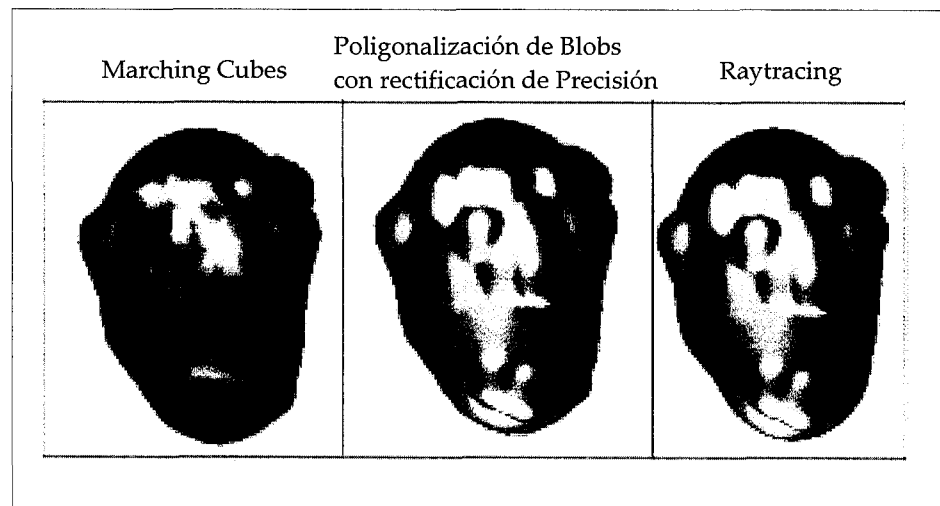 Marching Cubes
Poligonalización de Blobs
con rectificación de Precisión
Raytracing